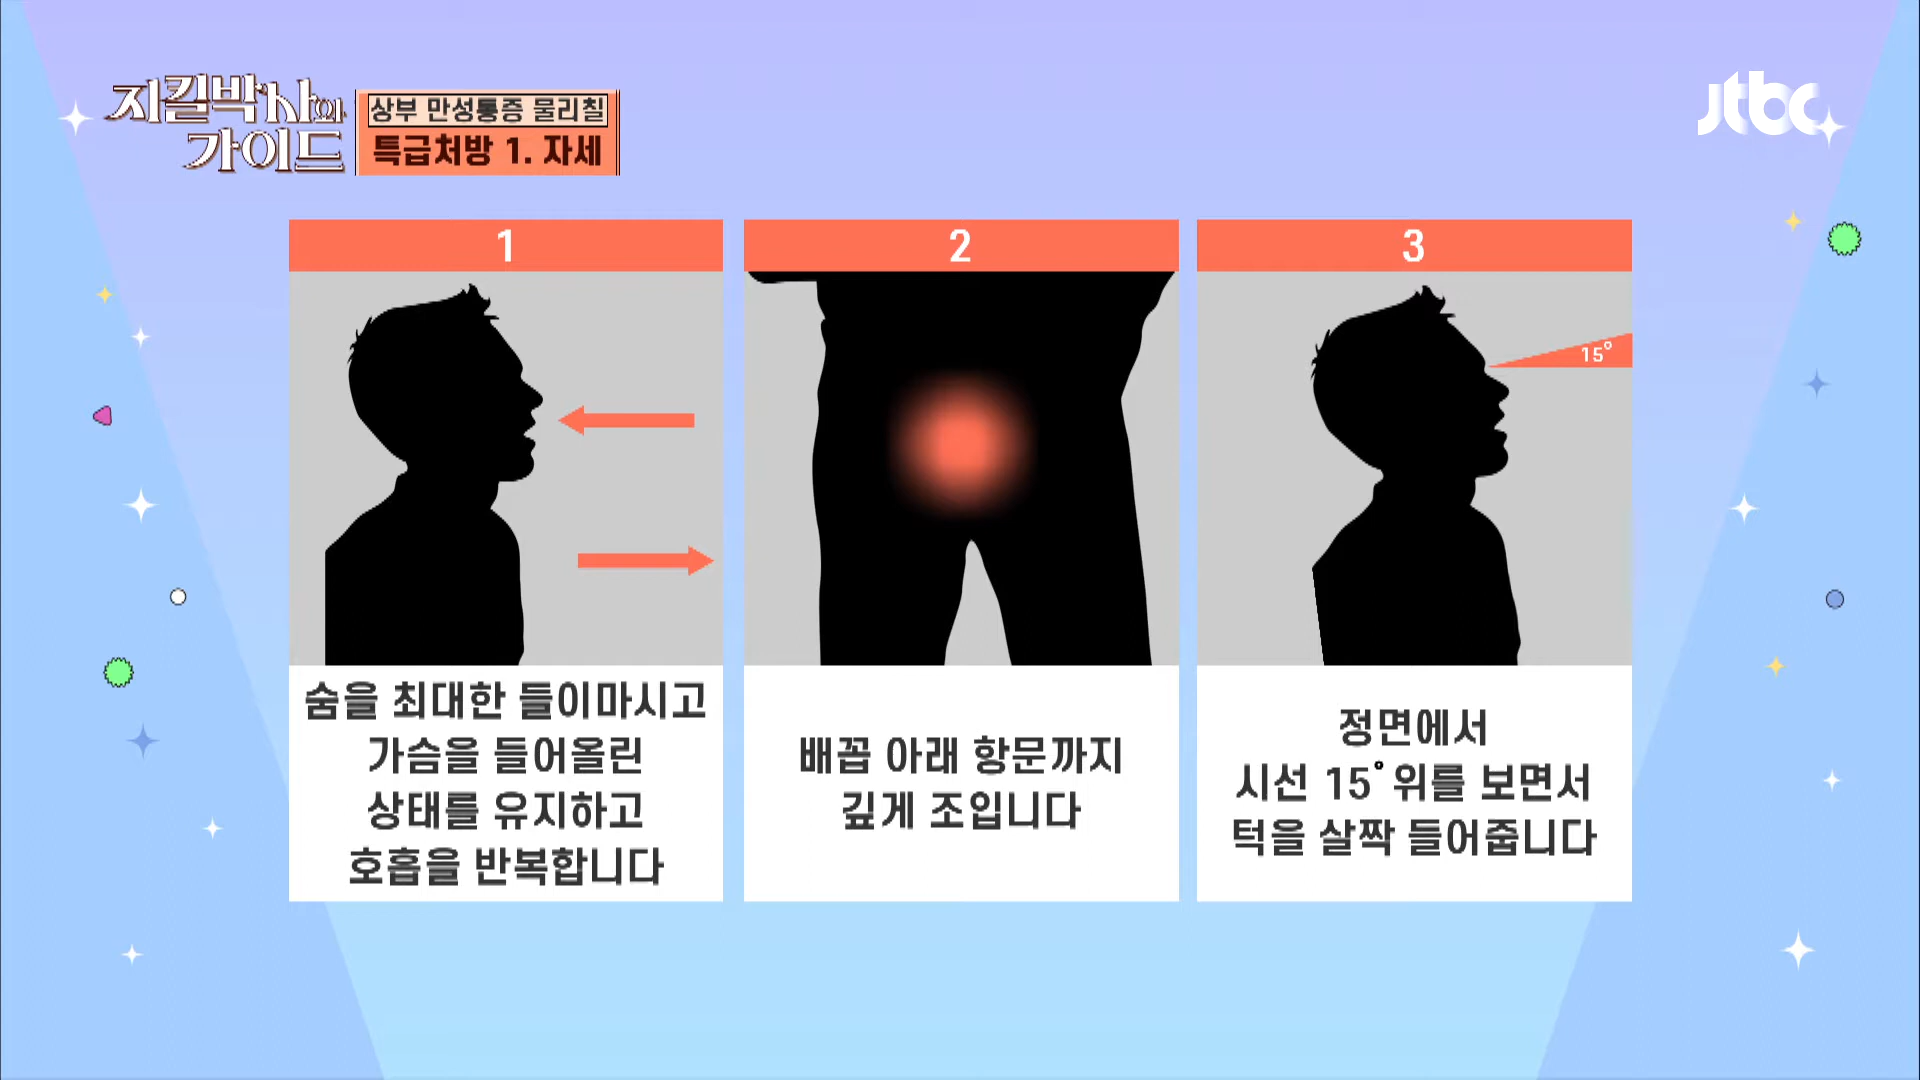 지킬박사와
가이드
상부 만성통증 물리칠
특급처방 1. 자세
jtbc
1
2
3
15°
숨을 최대한 들이마시고
가슴을 들어올린
상태를 유지하고
호흡을 반복합니다
배꼽 아래 항문까지
깊게 조입니다
정면에서
시선 15° 위를 보면서
턱을 살짝 들어줍니다